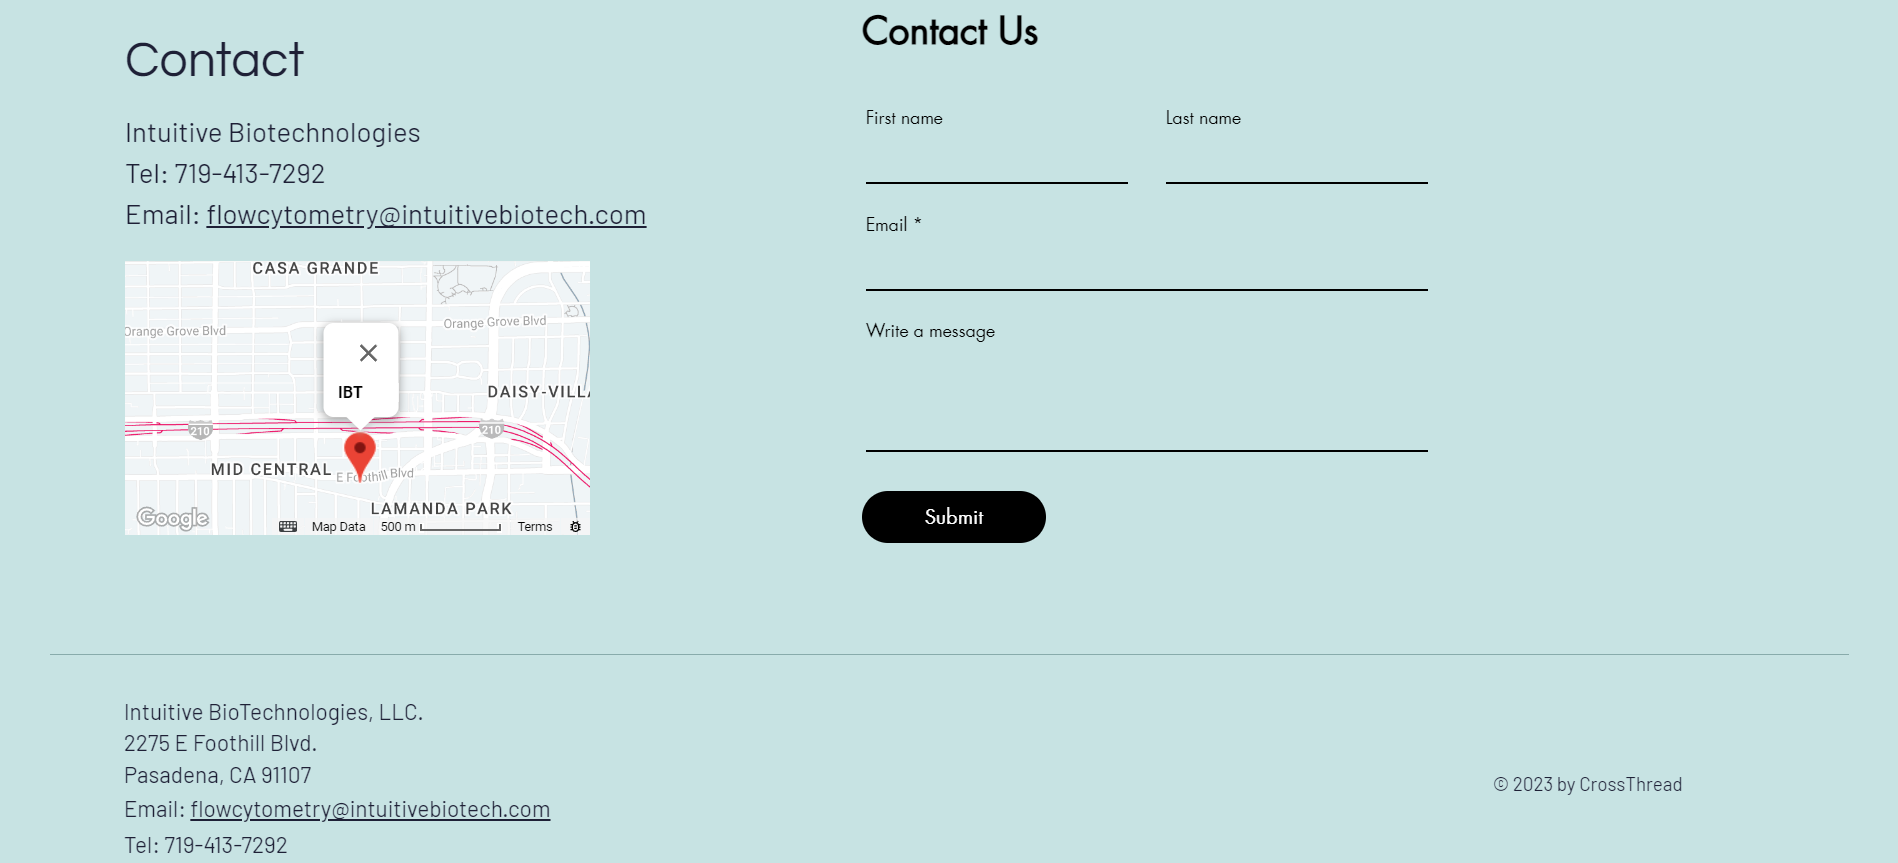 Contact
Intuitive Biotechnologies
Tel: 719-413-7292
Email: flowcytometry@intuitivebiotech.com
CASA GRANDE
Orange Grove Blvd
Orange Grove Blvd
IBT
DAISY-VILLA
210
210
MID CENTRAL
E Foothill Blvd
LAMANDA PARK
Google
Map Data
500 m
Terms
Contact Us
First name
Last name
Email *
Write a message
Submit
Intuitive BioTechnologies, LLC.
2275 E Foothill Blvd.
Pasadena, CA 91107
Email: flowcytometry@intuitivebiotech.com
Tel: 719-413-7292
© 2023 by CrossThread